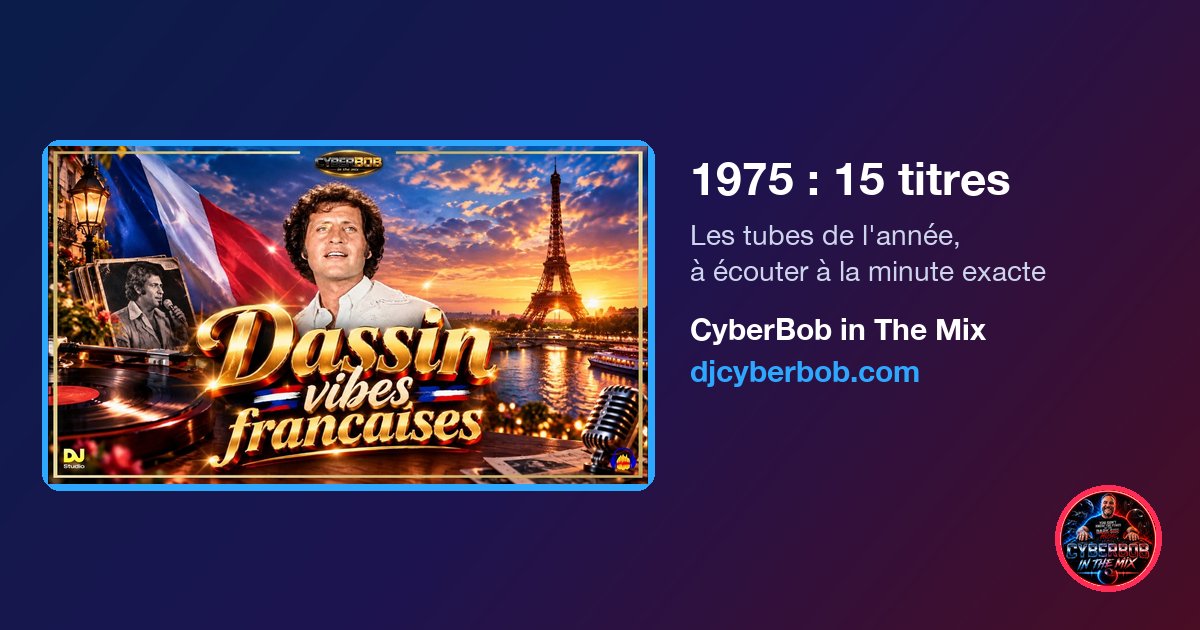 CYBERBOB
in the mix
Dassin
vibes
françaises
DJ
Studio
1975 : 15 titres
Les tubes de l'année,
à écouter à la minute exacte
CyberBob in The Mix
djcyberbob.com
CYBERBOB
IN THE MIX